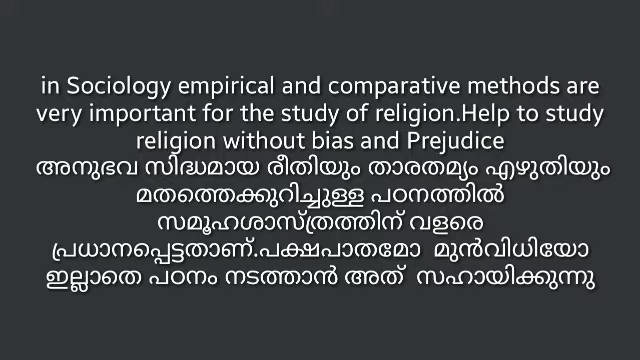 in Sociology empirical and comparative methods are
very important for the study of religion.Help to study
religion without bias and Prejudice
അനുഭവ സിദ്ധമായ രീതിയും താരതമ്യം എഴുതിയും
മതത്തെക്കുറിച്ചുള്ള പഠനത്തിൽ
സമൂഹശാസ്ത്രത്തിന് വളരെ
പ്രധാനപ്പെട്ടതാണ്.പക്ഷപാതമോ മുൻവിധിയോ
ഇല്ലാതെ പഠനം നടത്താൻ അത് സഹായിക്കുന്നു